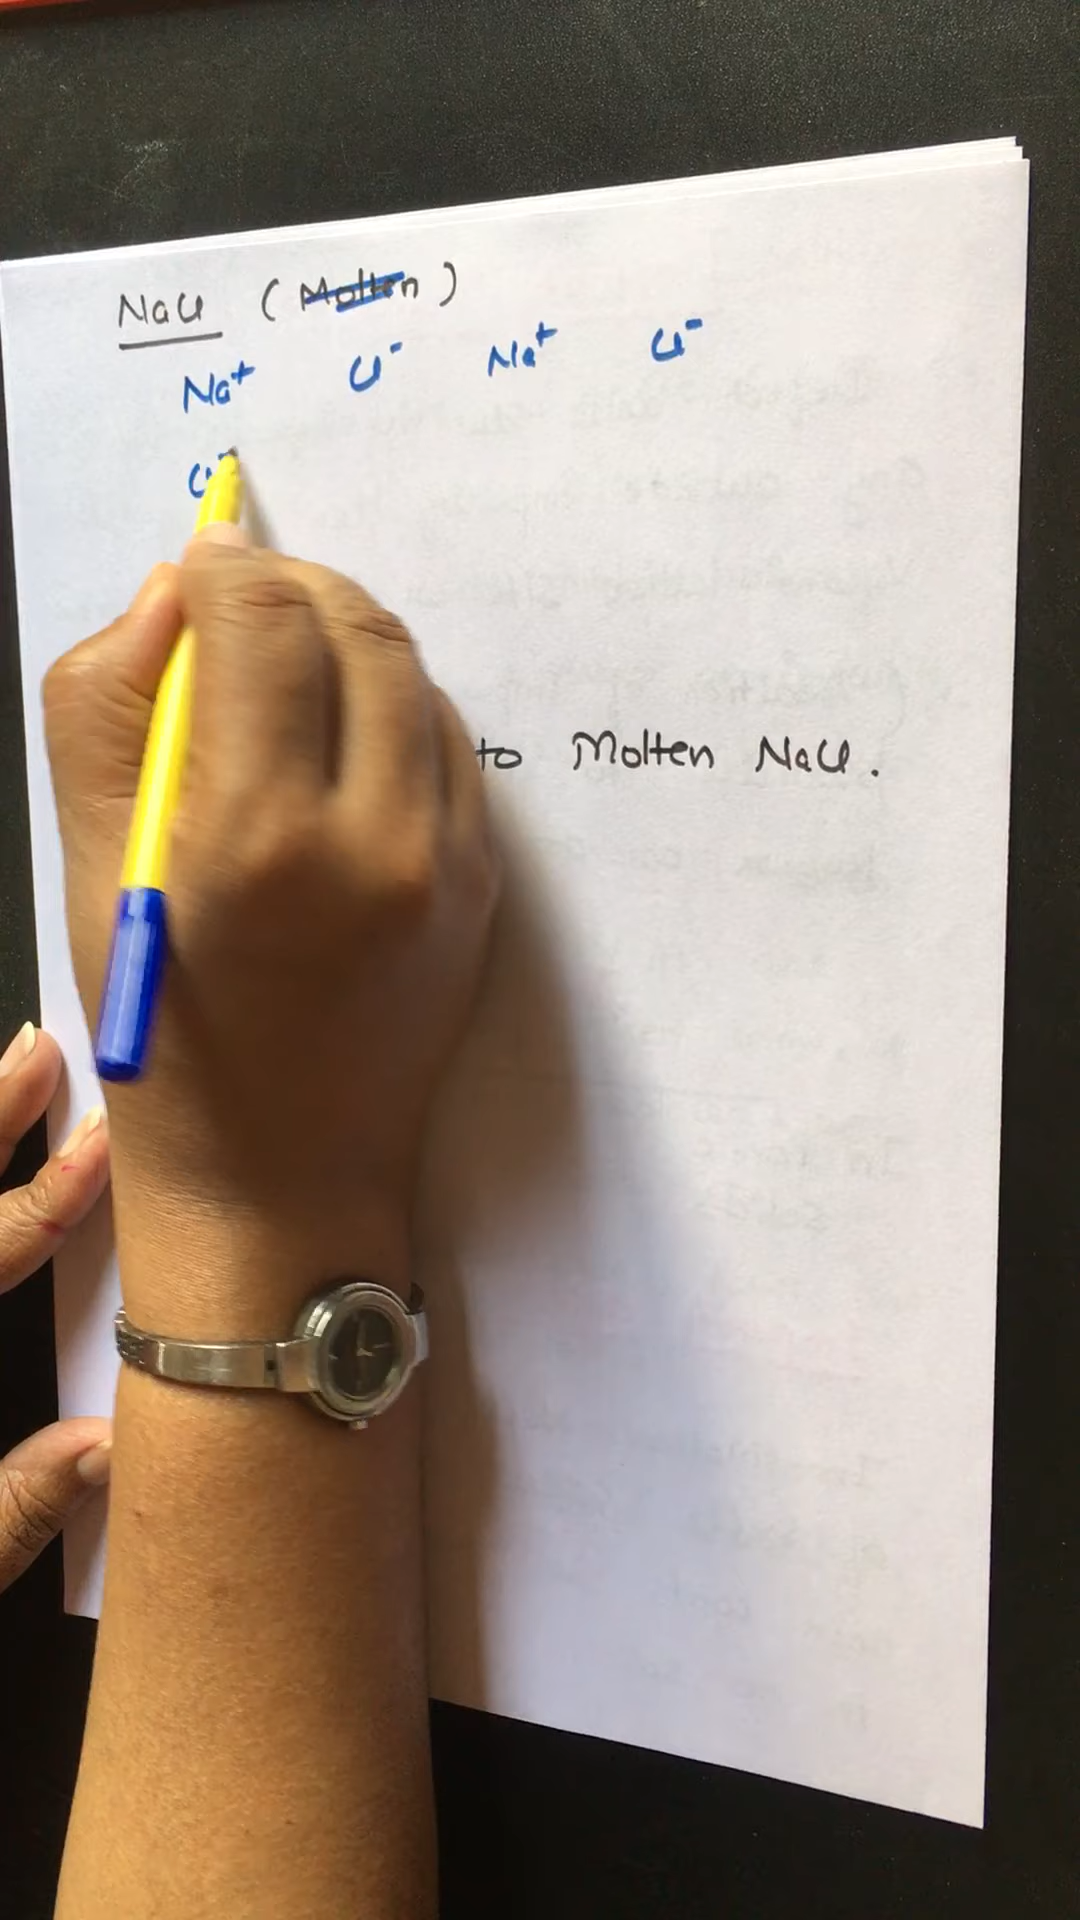 NaCl (Molten)
Na⁺ Cl⁻ Na⁺ Cl⁻
Cl⁻
to Molten NaCl.